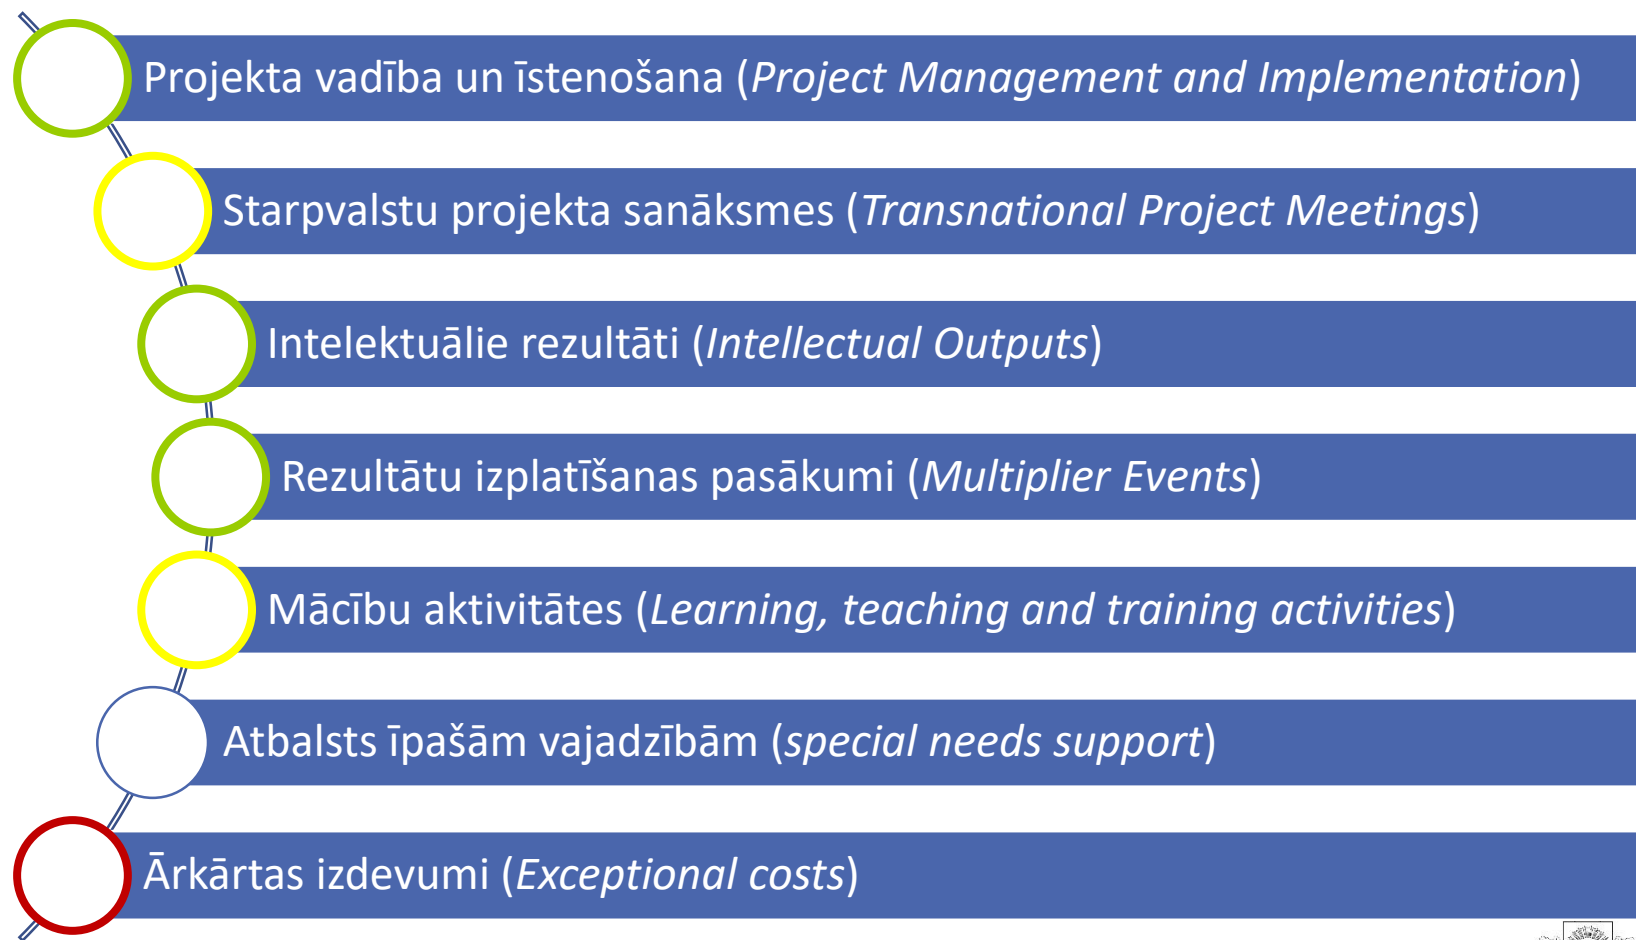 Projekta vadība un īstenošana (Project Management and Implementation)
Starpvalstu projekta sanāksmes (Transnational Project Meetings)
Intelektuālie rezultāti (Intellectual Outputs)
Rezultātu izplatīšanas pasākumi (Multiplier Events)
Mācību aktivitātes (Learning, teaching and training activities)
Atbalsts īpašām vajadzībām (special needs support)
Ārkārtas izdevumi (Exceptional costs)